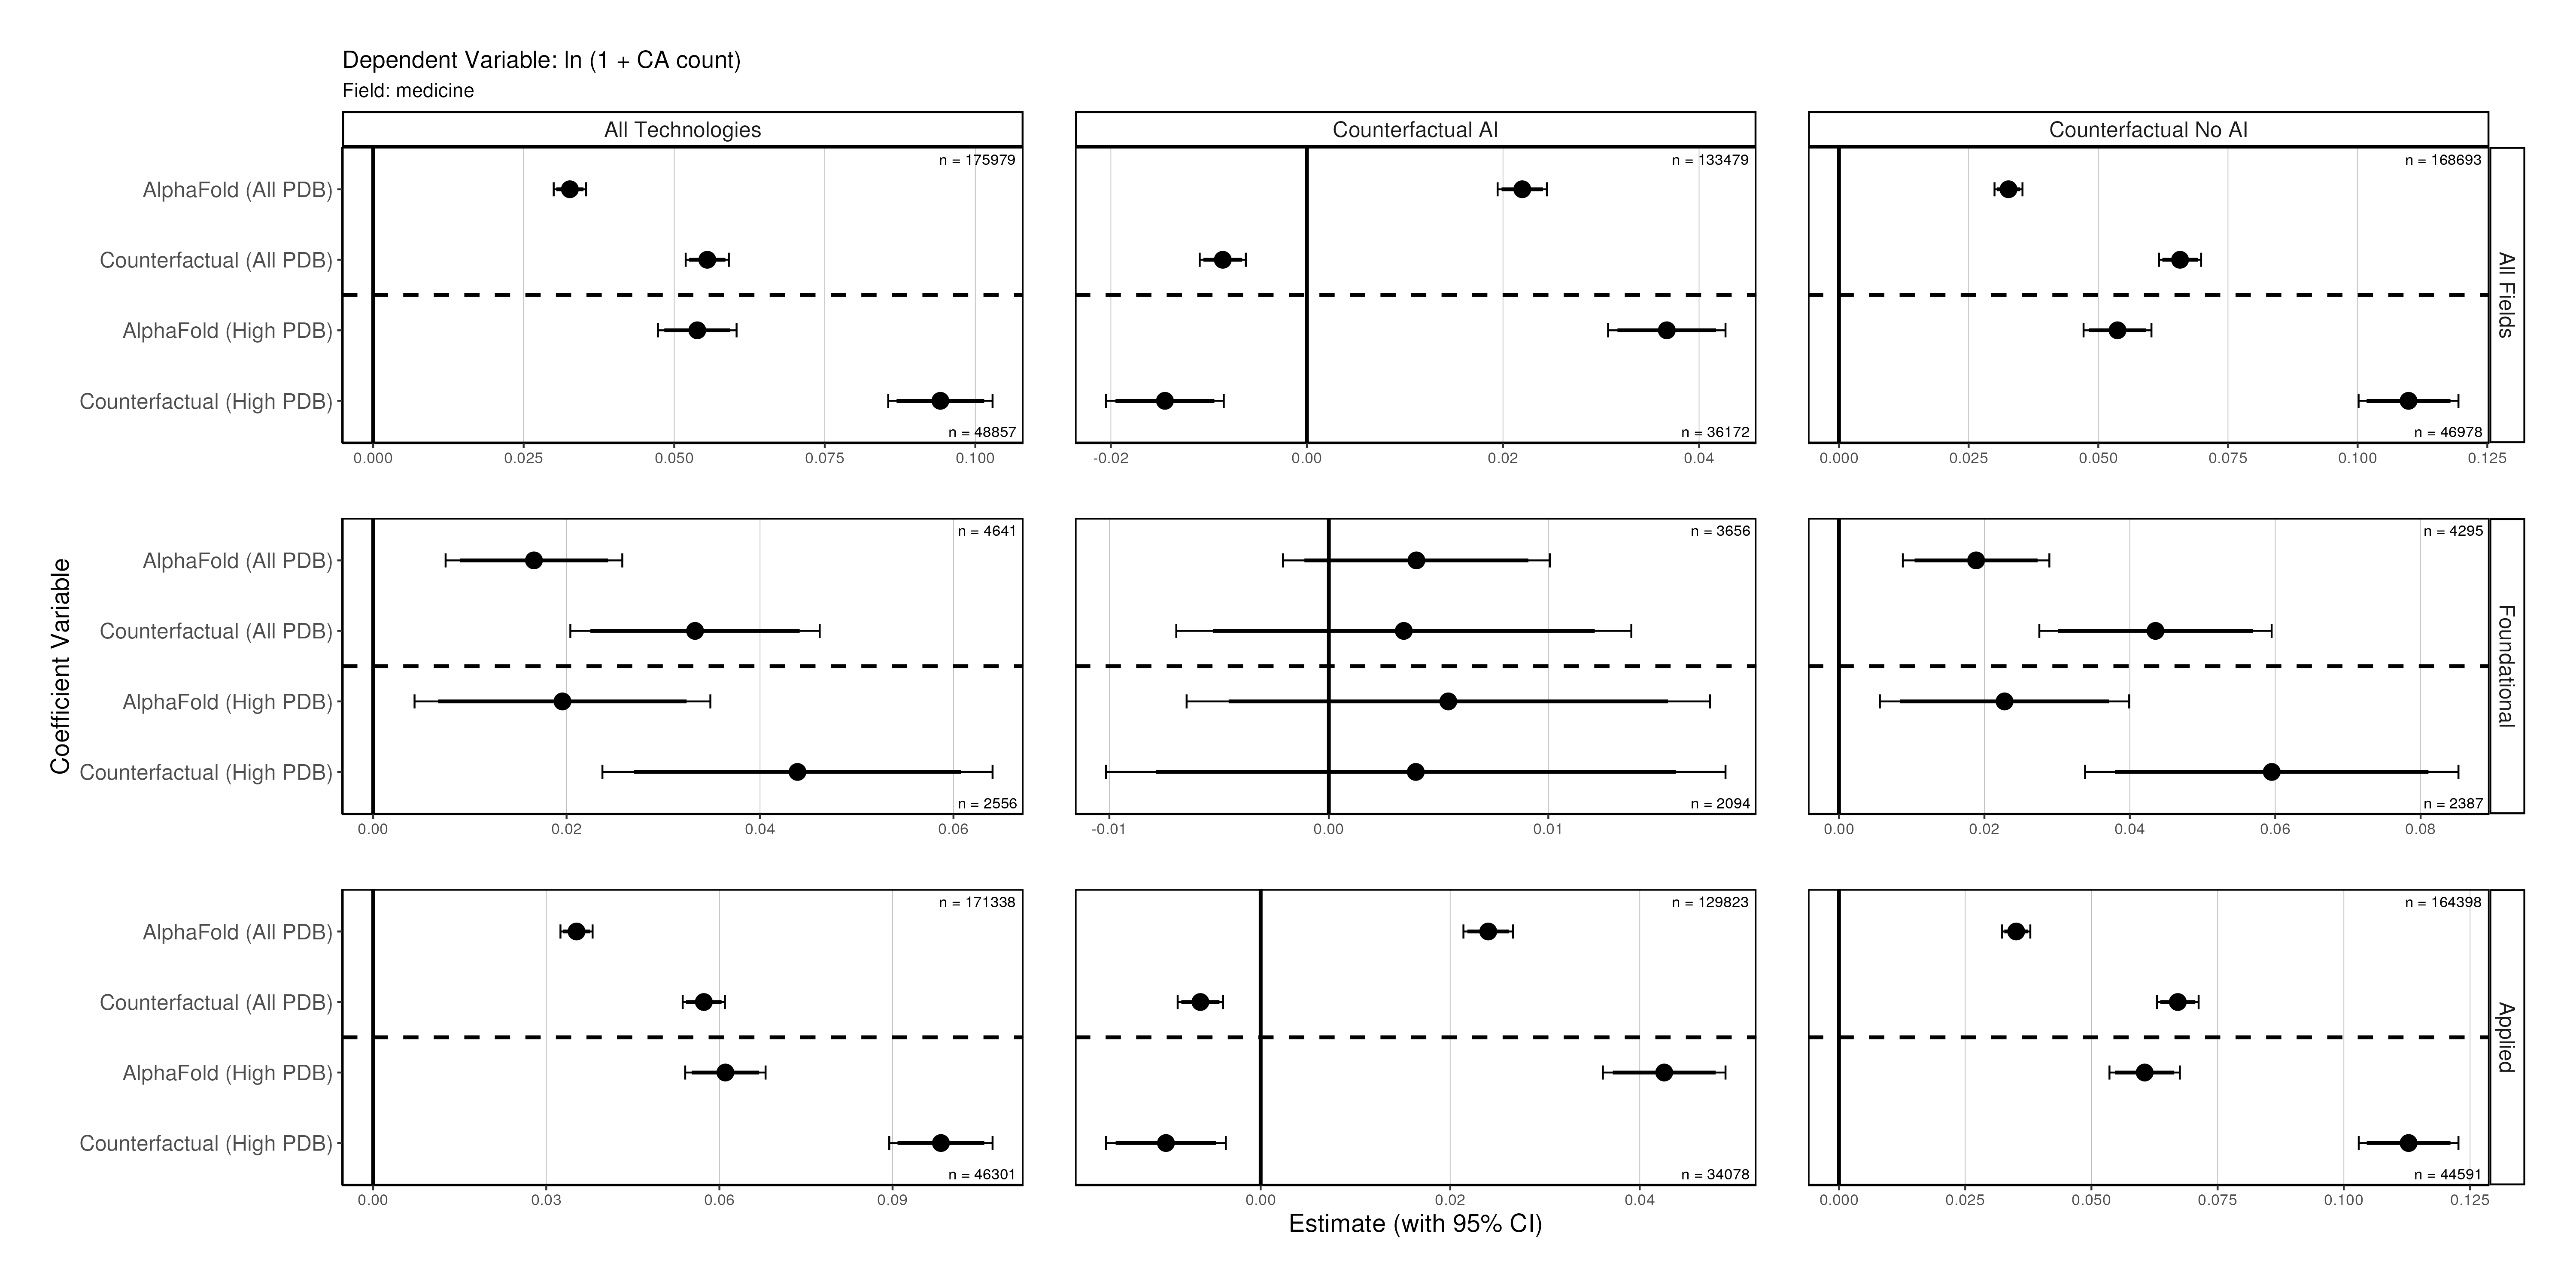 Dependent Variable: ln (1 + CA count)
Field: medicine
All Technologies
Counterfactual AI
Counterfactual No AI
AlphaFold (All PDB)
Counterfactual (All PDB)
AlphaFold (High PDB)
Counterfactual (High PDB)
n = 175979
n = 48857
0.000 0.025 0.050 0.075 0.100
n = 133479
n = 36172
-0.02 0.00 0.02 0.04
n = 168693
n = 46978
0.000 0.025 0.050 0.075 0.100 0.125
All Fields
Coefficient Variable
AlphaFold (All PDB)
Counterfactual (All PDB)
AlphaFold (High PDB)
Counterfactual (High PDB)
n = 4641
n = 2556
0.00 0.02 0.04 0.06
n = 3656
n = 2094
-0.01 0.00 0.01
n = 4295
n = 2387
0.00 0.02 0.04 0.06 0.08
Foundational
AlphaFold (All PDB)
Counterfactual (All PDB)
AlphaFold (High PDB)
Counterfactual (High PDB)
n = 171338
n = 46301
0.00 0.03 0.06 0.09
n = 129823
n = 34078
0.00 0.02 0.04
n = 164398
n = 44591
0.000 0.025 0.050 0.075 0.100 0.125
Applied
Estimate (with 95% CI)